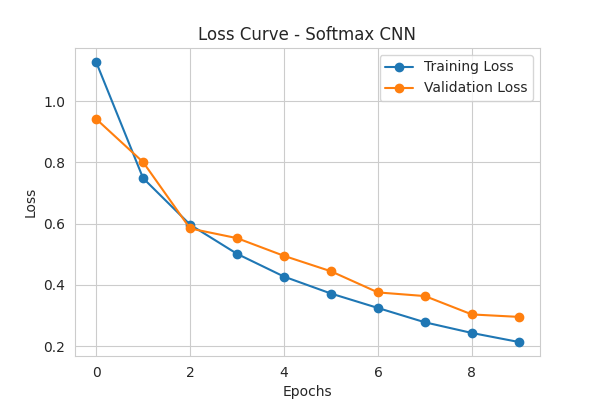 Loss Curve - Softmax CNN
Training Loss
Validation Loss
1.0
0.8
0.6
0.4
0.2
Loss
0 2 4 6 8
Epochs